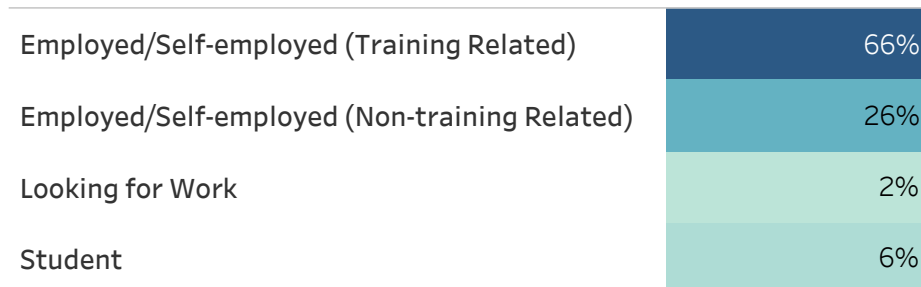 Employed/Self-employed (Training Related) 66%
Employed/Self-employed (Non-training Related) 26%
Looking for Work 2%
Student 6%